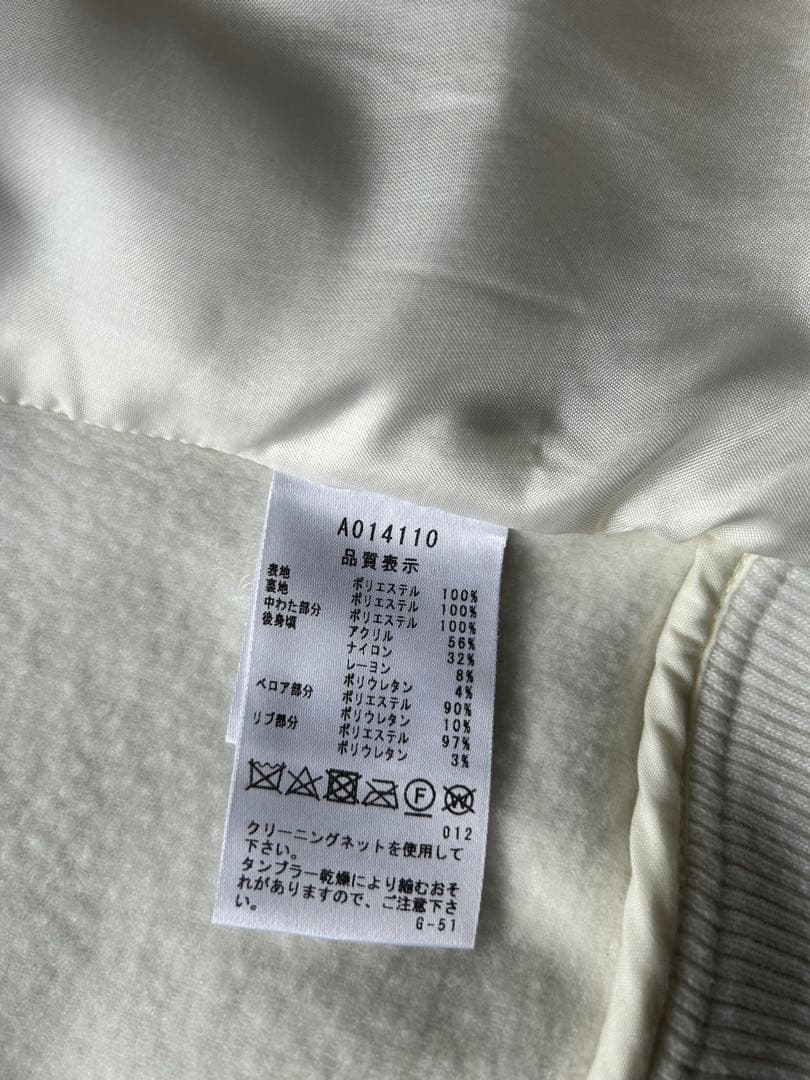 A014110
品質表示
表地 ポリエステル 100%
裏地 ポリエステル 100%
中わた部分 ポリエステル 100%
後身頃 アクリル 56%
ナイロン 32%
レーヨン 8%
ポリウレタン 4%
ベロア部分 ポリエステル 90%
ポリウレタン 10%
リブ部分 ポリエステル 97%
ポリウレタン 3%
F W
012
クリーニングネットを使用して
下さい。
タンブラー乾燥により縮むおそ
れがありますので、ご注意下さ
い。
G-51